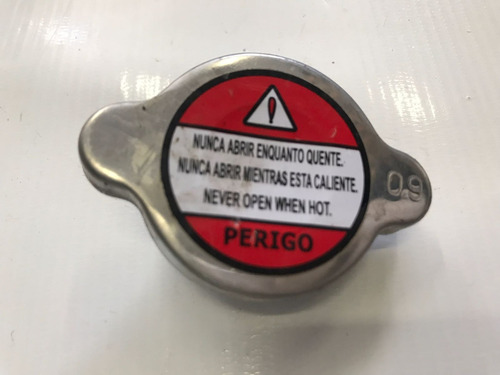 NUNCA ABRIR ENQUANTO QUENTE.
NUNCA ABRIR MIENTRAS ESTA CALIENTE.
NEVER OPEN WHEN HOT.
PERIGO
0.9